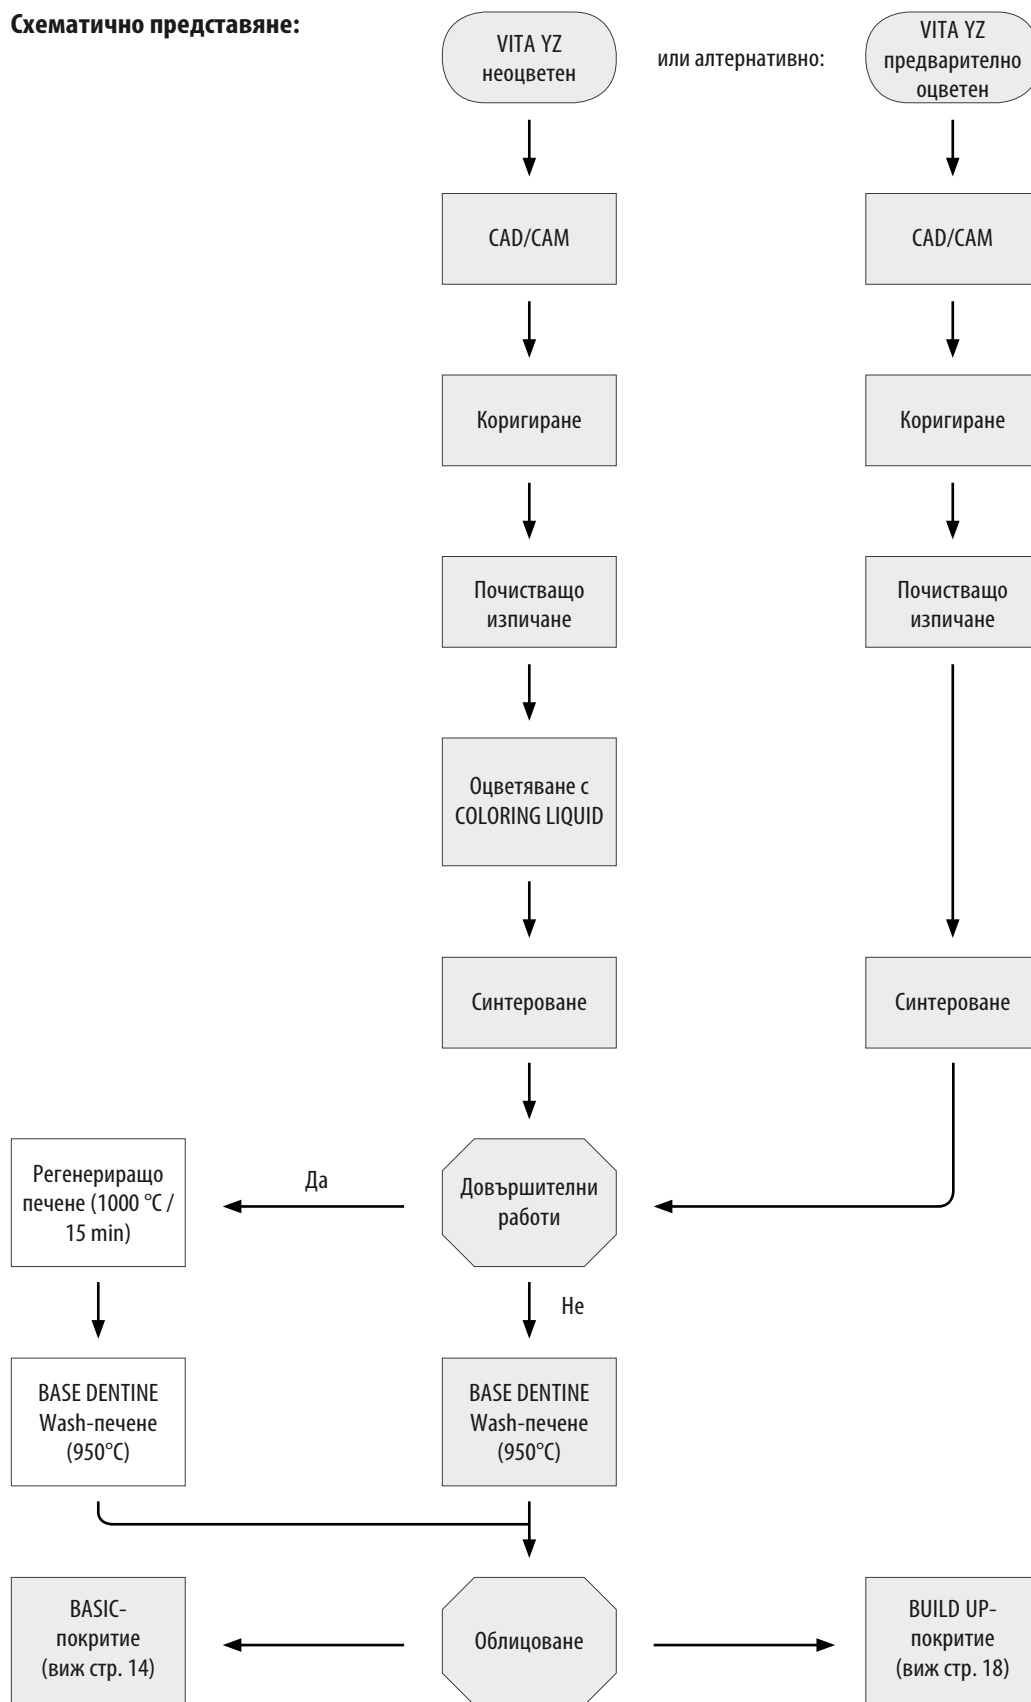 Схематично представяне:
VITA YZ
неоцветен
или алтернативно:
VITA YZ
предварително
оцветен
CAD/CAM
CAD/CAM
Коригиране
Коригиране
Почистващо
изпичане
Почистващо
изпичане
Оцветяване с
COLORING LIQUID
Синтероване
Синтероване
Регенериращо
печене (1000 °C /
15 min)
Да
Довършителни
работи
Не
BASE DENTINE
Wash-печене
(950°C)
BASE DENTINE
Wash-печене
(950°C)
BASIC-
покритие
(виж стр. 14)
Облицоване
BUILD UP-
покритие
(виж стр. 18)